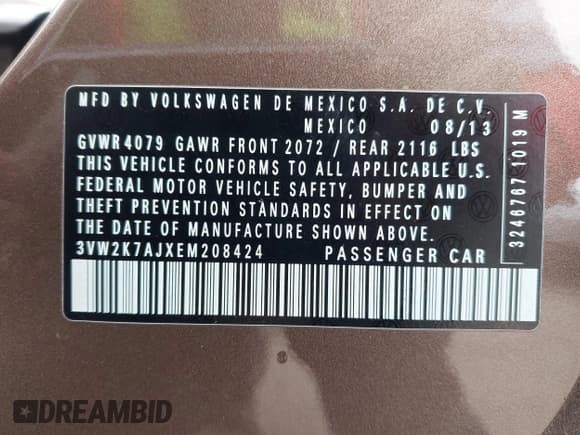 MFD BY VOLKSWAGEN DE MEXICO S.A. DE C.V.
MEXICO 08/13
GVWR4079 GAWR FRONT 2072 / REAR 2116 LBS
THIS VEHICLE CONFORMS TO ALL APPLICABLE U.S.
FEDERAL MOTOR VEHICLE SAFETY, BUMPER AND
THEFT PREVENTION STANDARDS IN EFFECT ON
THE DATE OF MANUFACTURE SHOWN ABOVE.
3VW2K7AJXEM208424 PASSENGER CAR
3246767-1019 M
DREAMBID